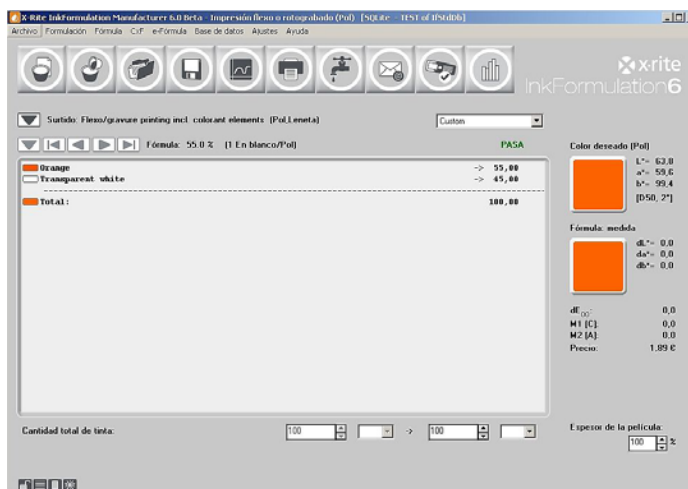 X-Rite InkFormulation Manufacturer 6.0 Beta - Impresión flexo o rotograbado (Pol) [SQLite - TEST of IfStdDb]
Archivo Formulación Fórmula CxF e-Fórmula Base de datos Ajustes Ayuda
x·rite
InkFormulation6
Surtido: Flexo/gravure printing incl. colorant elements (Pol,Leneta)
Custom
Fórmula: 55.0 % (1 En blanco/Pol)
PASA
Color deseado (Pol)
Orange -> 55,00
Transparent white -> 45,00
Total: 100,00
L*= 63,8
a*= 59,6
b*= 99,4
[D50, 2°]
Fórmula: medida
dL*= 0,0
da*= 0,0
db*= 0,0
dE00: 0,0
M1 [C]: 0,0
M2 [A]: 0,0
Precio: 1,89 €
Cantidad total de tinta: 100 -> 100
Espesor de la película:
100 %